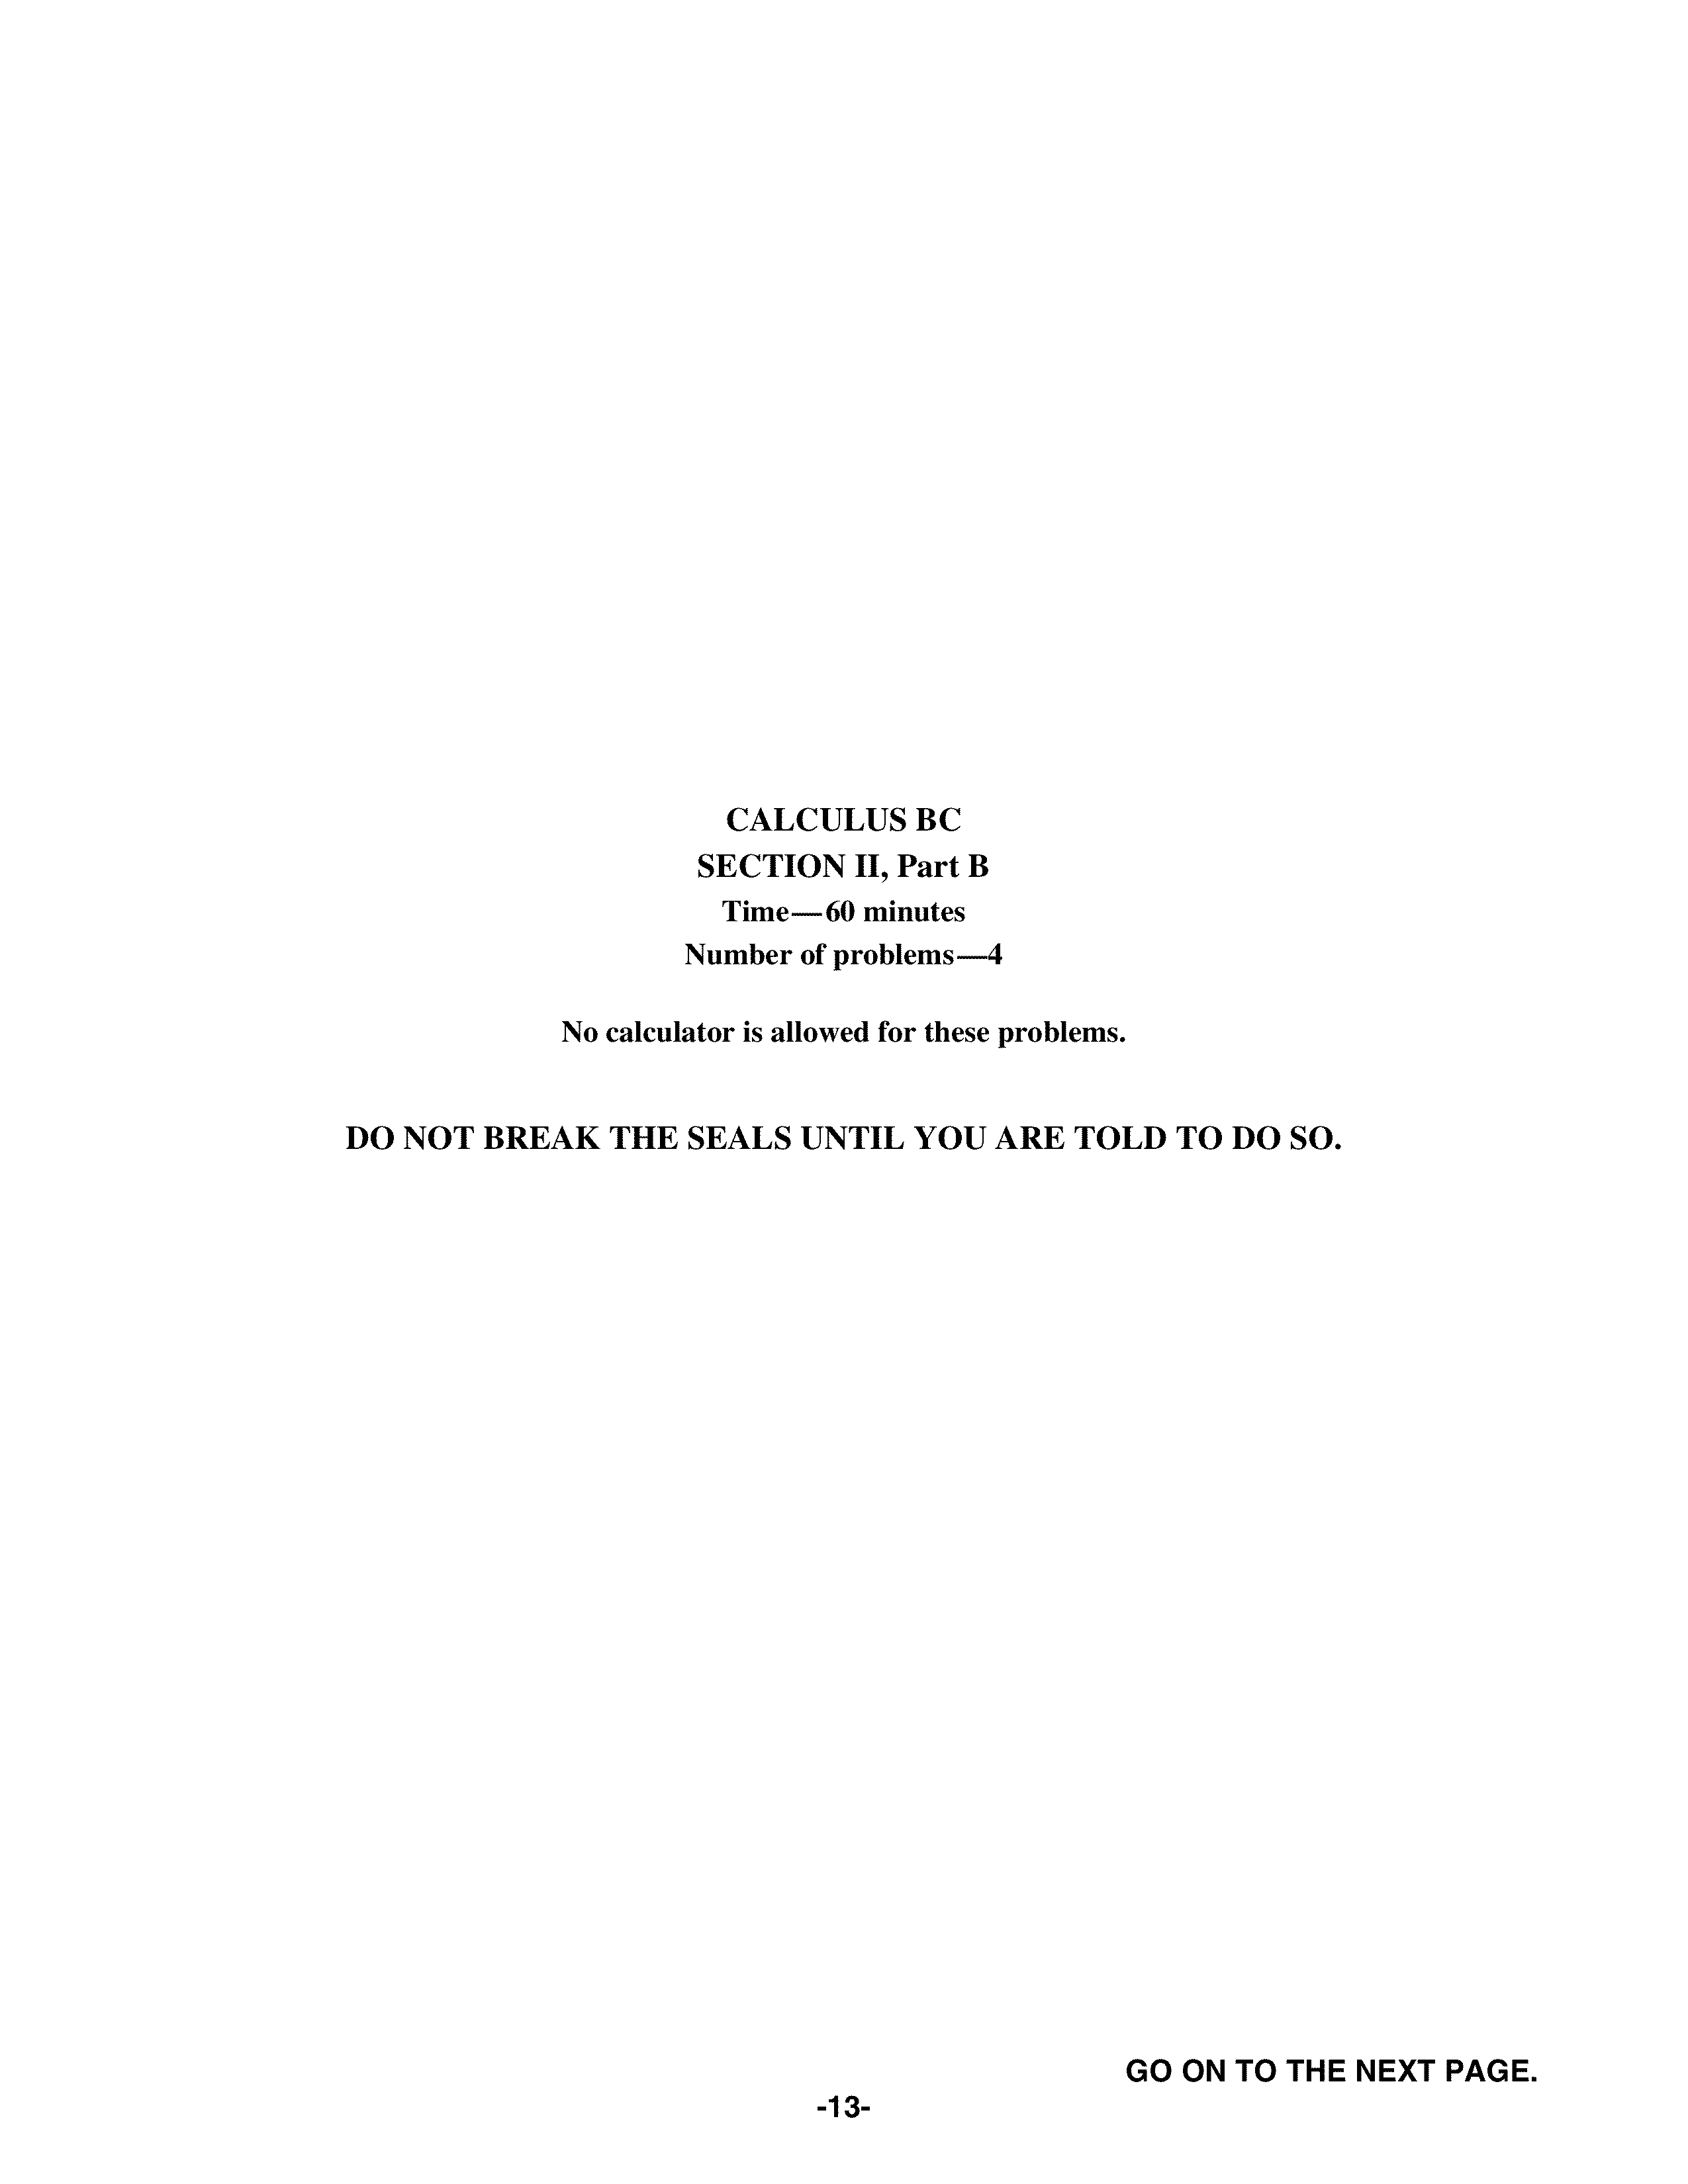 CALCULUS BC
SECTION II, Part B
Time—60 minutes
Number of problems—4
No calculator is allowed for these problems.
DO NOT BREAK THE SEALS UNTIL YOU ARE TOLD TO DO SO.
GO ON TO THE NEXT PAGE.
-13-